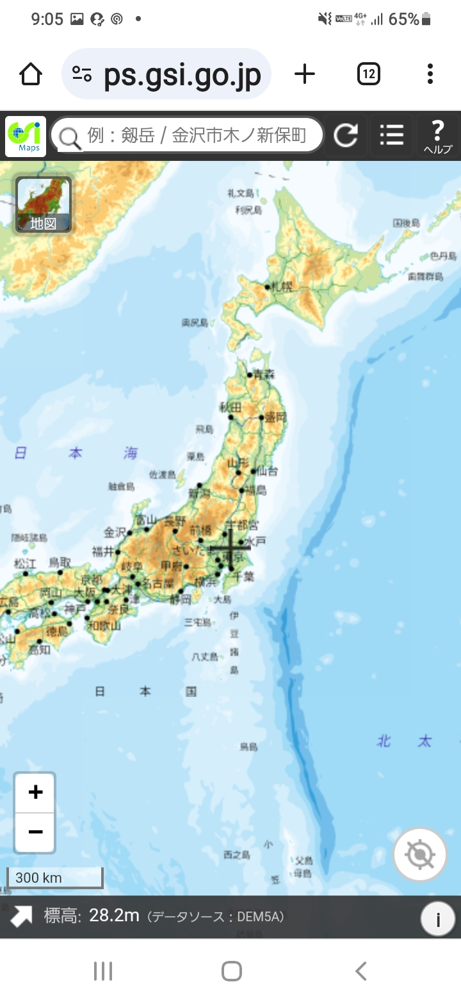 9:05
VoLTE 4G+ 65%
ps.gsi.go.jp
12
GSI Maps
例：剱岳 / 金沢市木ノ新保町
?
ヘルプ
地図
礼文島
利尻島
国後島
色丹島
歯舞群島
札幌
奥尻島
青森
秋田
盛岡
飛島
日本海
粟島
山形
仙台
佐渡島
舳倉島
新潟
福島
富山
長野
前橋
宇都宮
金沢
水戸
隠岐諸島
福井
さいたま
東京
松江
鳥取
岐阜
甲府
千葉
京都
名古屋
横浜
岡山
大阪
大津
広島
津
静岡
大島
高松
神戸
奈良
伊豆諸島
三宅島
徳島
和歌山
高知
八丈島
日本国
北太
鳥島
+
−
小笠
西之島
父島
母島
300 km
標高: 28.2m（データソース：DEM5A）
i